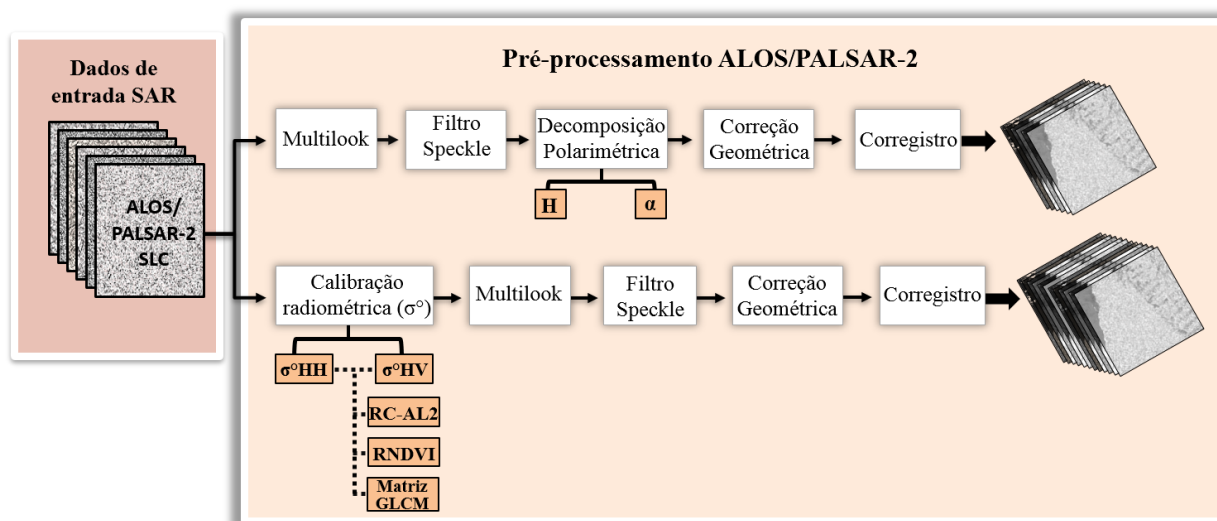 Dados de
entrada SAR
ALOS/
PALSAR-2
SLC
Pré-processamento ALOS/PALSAR-2
Multilook
Filtro
Speckle
Decomposição
Polarimétrica
H
α
Correção
Geométrica
Corregistro
Calibração
radiométrica (σ°)
σ°HH
σ°HV
RC-AL2
RNDVI
Matriz
GLCM
Multilook
Filtro
Speckle
Correção
Geométrica
Corregistro